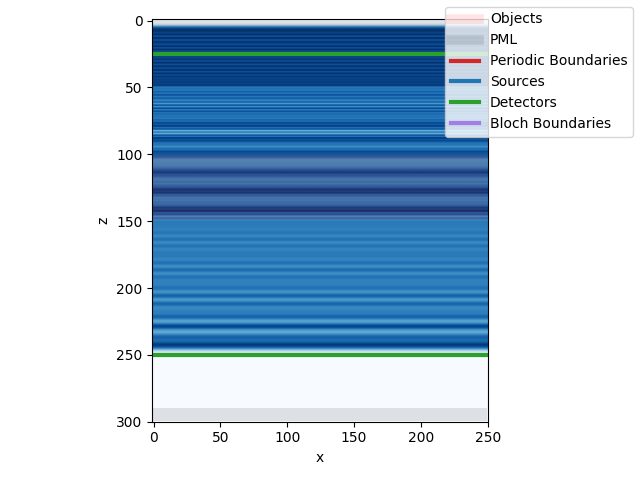 Objects
PML
Periodic Boundaries
Sources
Detectors
Bloch Boundaries
0
50
100
150
200
250
300
z
0
50
100
150
200
250
x